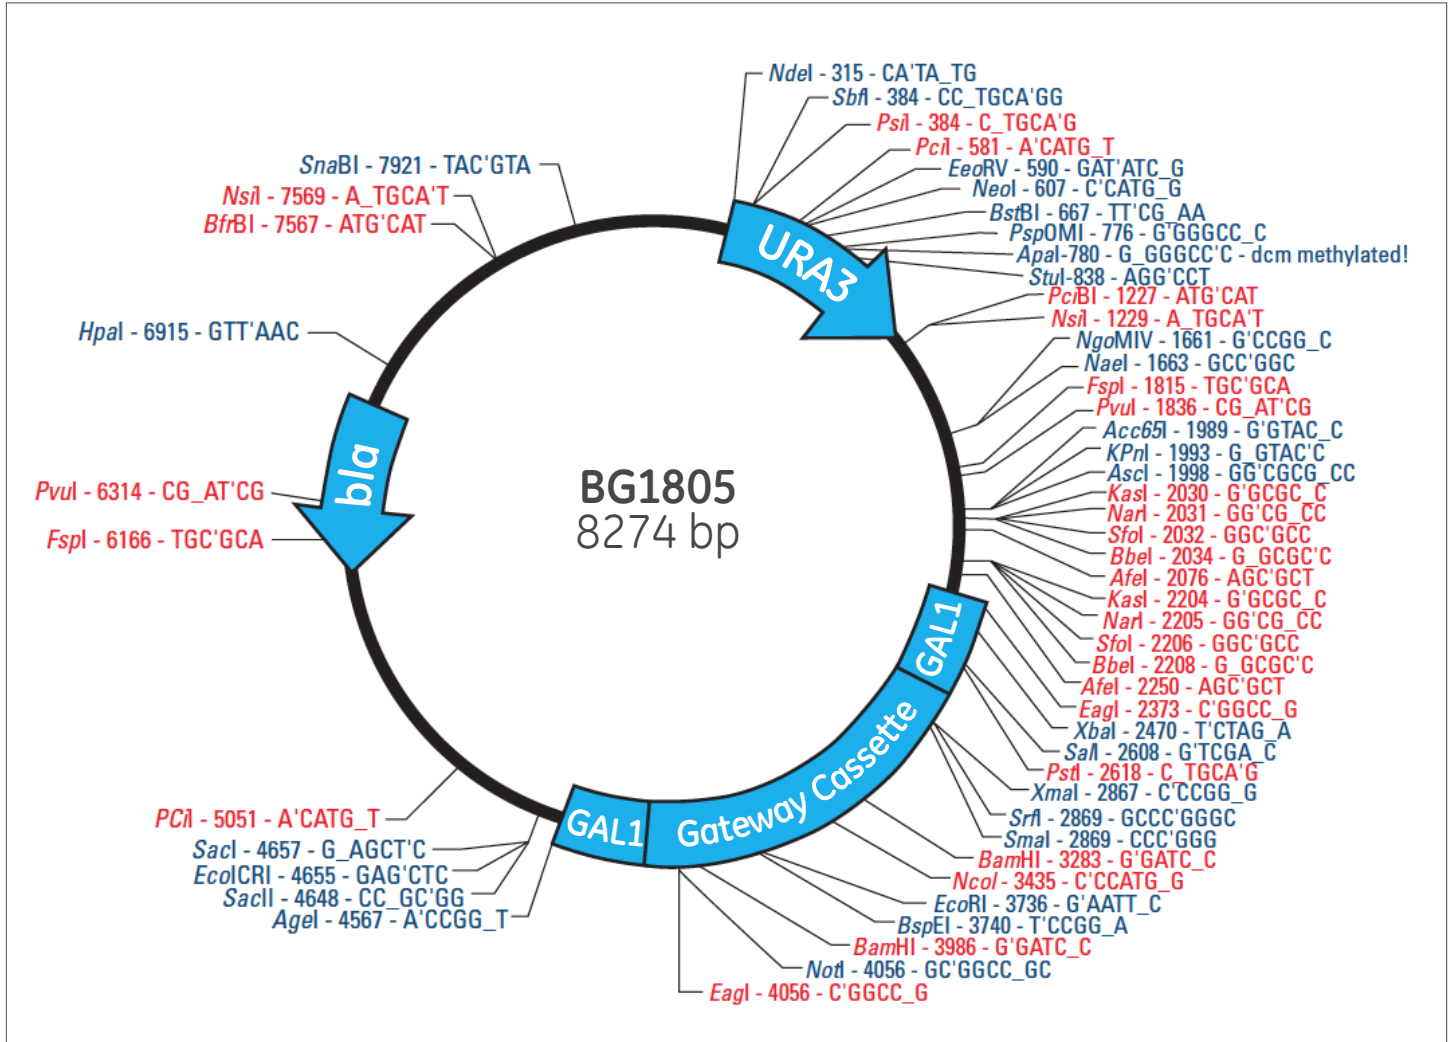 NdeI - 315 - CA'TA_TG
SbfI - 384 - CC_TGCA'GG
PsiI - 384 - C_TGCA'G
PciI - 581 - A'CATG_T
EeoRV - 590 - GAT'ATC_G
NeoI - 607 - C'CATG_G
BstBI - 667 - TT'CG_AA
PspOMI - 776 - G'GGGCC_C
ApaI-780 - G_GGGCC'C - dcm methylated!
StuI-838 - AGG'CCT
PciBI - 1227 - ATG'CAT
NsiI - 1229 - A_TGCA'T
NgoMIV - 1661 - G'CCGG_C
NaeI - 1663 - GCC'GGC
FspI - 1815 - TGC'GCA
PvuI - 1836 - CG_AT'CG
Acc65I - 1989 - G'GTAC_C
KPnI - 1993 - G_GTAC'C
AscI - 1998 - GG'CGCG_CC
KasI - 2030 - G'GCGC_C
NarI - 2031 - GG'CG_CC
SfoI - 2032 - GGC'GCC
BbeI - 2034 - G_GCGC'C
AfeI - 2076 - AGC'GCT
KasI - 2204 - G'GCGC_C
NarI - 2205 - GG'CG_CC
SfoI - 2206 - GGC'GCC
BbeI - 2208 - G_GCGC'C
AfeI - 2250 - AGC'GCT
EagI - 2373 - C'GGCC_G
XbaI - 2470 - T'CTAG_A
SalI - 2608 - G'TCGA_C
PstI - 2618 - C_TGCA'G
XmaI - 2867 - C'CCGG_G
SrfI - 2869 - GCCC'GGGC
SmaI - 2869 - CCC'GGG
BamHI - 3283 - G'GATC_C
NcoI - 3435 - C'CCATG_G
EcoRI - 3736 - G'AATT_C
BspEI - 3740 - T'CCGG_A
BamHI - 3986 - G'GATC_C
NotI - 4056 - GC'GGCC_GC
EagI - 4056 - C'GGCC_G
SnaBI - 7921 - TAC'GTA
NsiI - 7569 - A_TGCA'T
BfrBI - 7567 - ATG'CAT
HpaI - 6915 - GTT'AAC
PvuI - 6314 - CG_AT'CG
FspI - 6166 - TGC'GCA
PCiI - 5051 - A'CATG_T
SacI - 4657 - G_AGCT'C
EcoICRI - 4655 - GAG'CTC
SacII - 4648 - CC_GC'GG
AgeI - 4567 - A'CCGG_T
URA3
bla
BG1805
8274 bp
GAL1
Gateway Cassette
GAL1